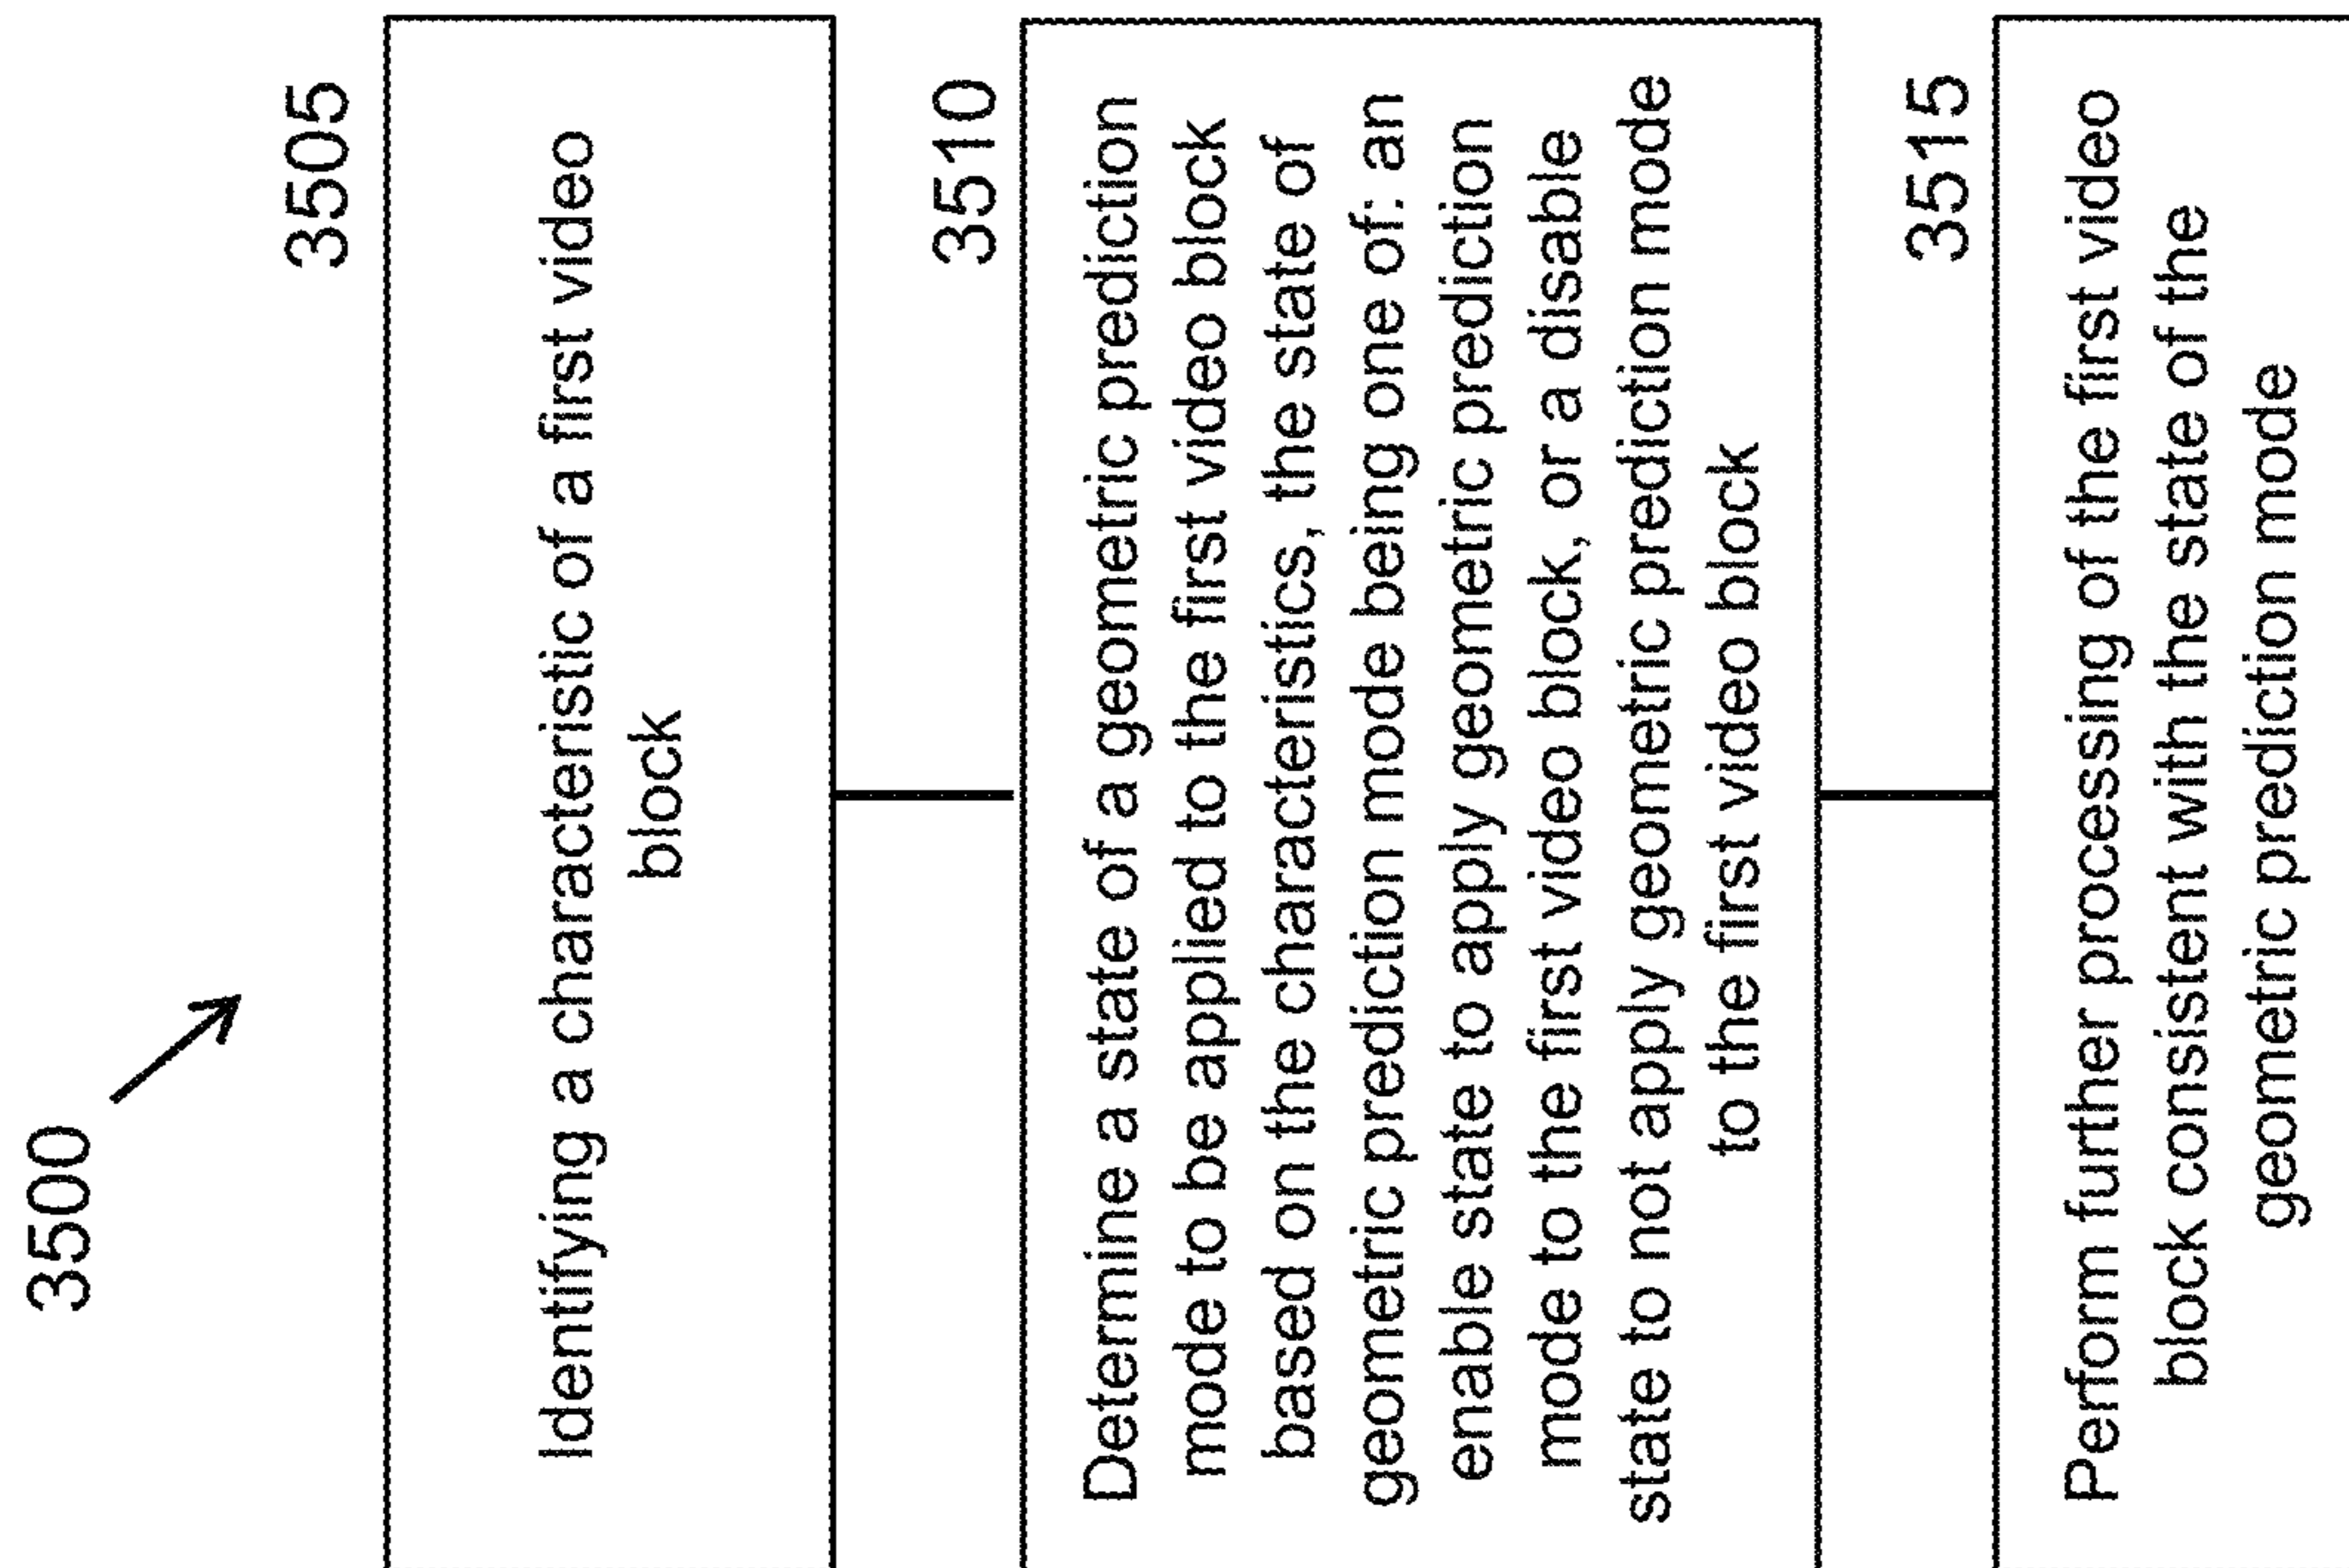 3500
3505
Identifying a characteristic of a first video
block
3510
Determine a state of a geometric prediction
mode to be applied to the first video block
based on the characteristics, the state of
geometric prediction mode being one of: an
enable state to apply geometric prediction
mode to the first video block, or a disable
state to not apply geometric prediction mode
to the first video block
3515
Perform further processing of the first video
block consistent with the state of the
geometric prediction mode